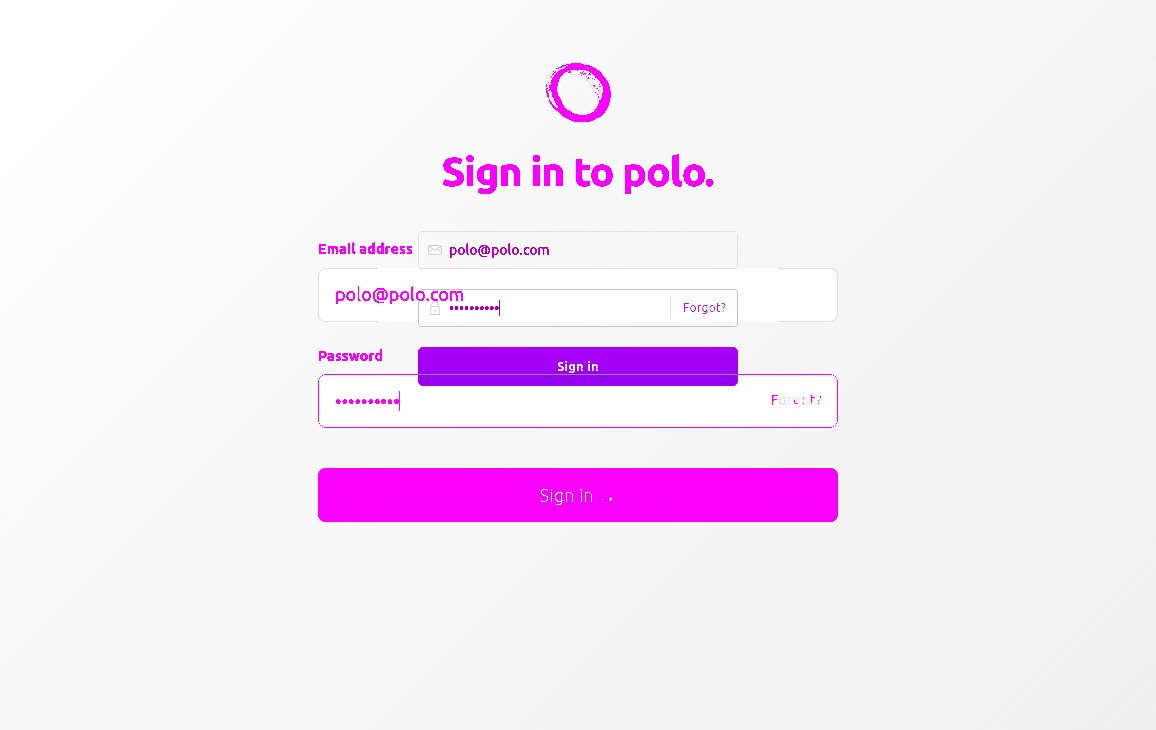 Sign in to polo.
Email address
polo@polo.com
polo@polo.com
••••••••••
Forgot?
Password
Sign in
••••••••••
Forgot?
Sign in →